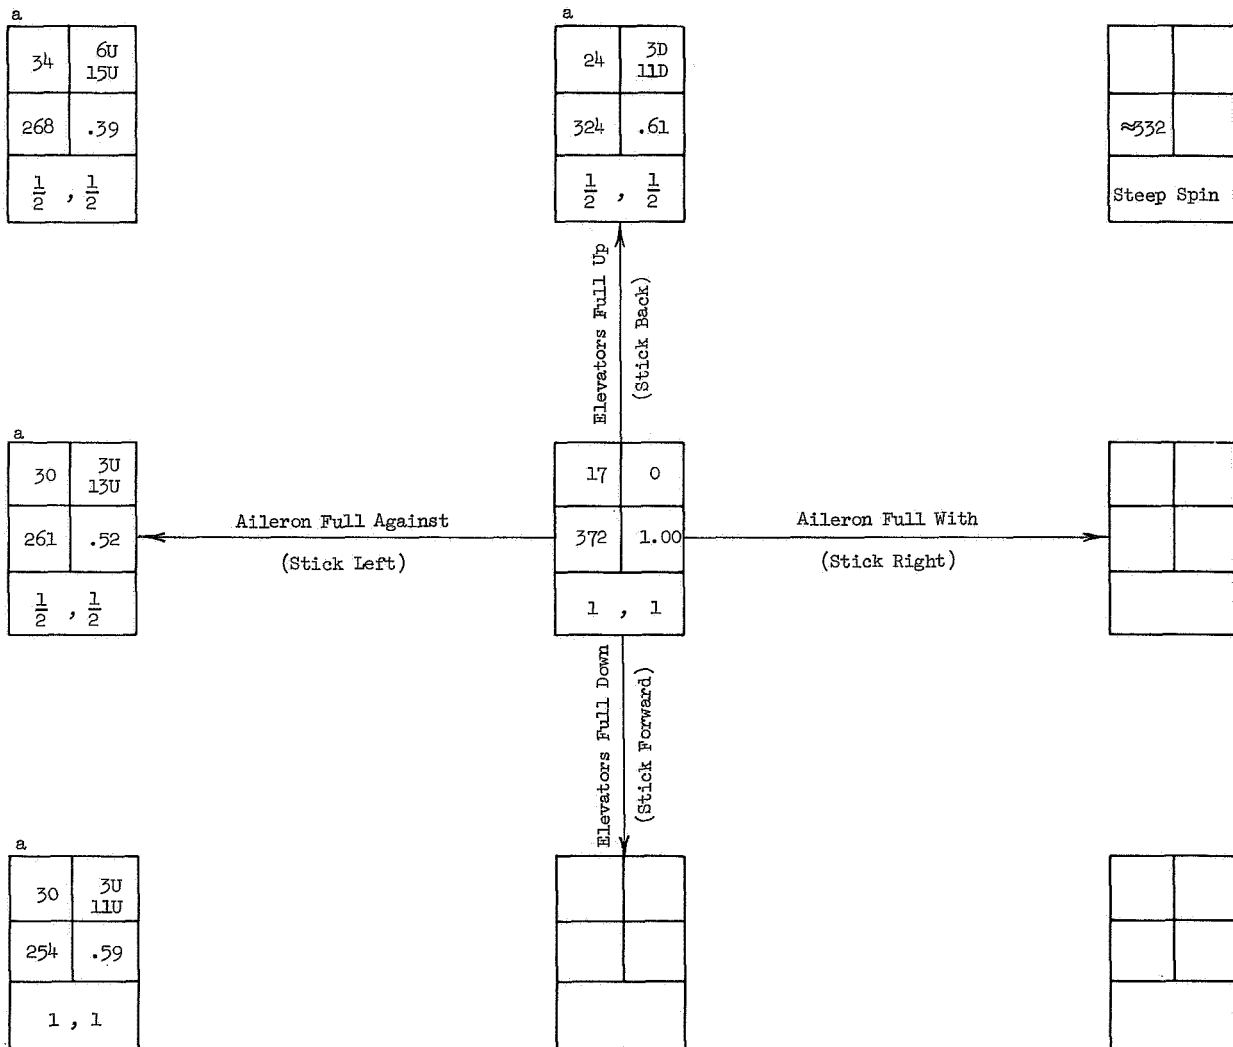 a
34
6U
15U
268
.39
1/2 , 1/2
a
24
3D
11D
324
.61
1/2 , 1/2
≈332
Steep Spin
Elevators Full Up
(Stick Back)
a
30
3U
13U
261
.52
1/2 , 1/2
Aileron Full Against
(Stick Left)
17
0
372
1.00
1 , 1
Aileron Full With
(Stick Right)
Elevators Full Down
(Stick Forward)
a
30
3U
11U
254
.59
1 , 1